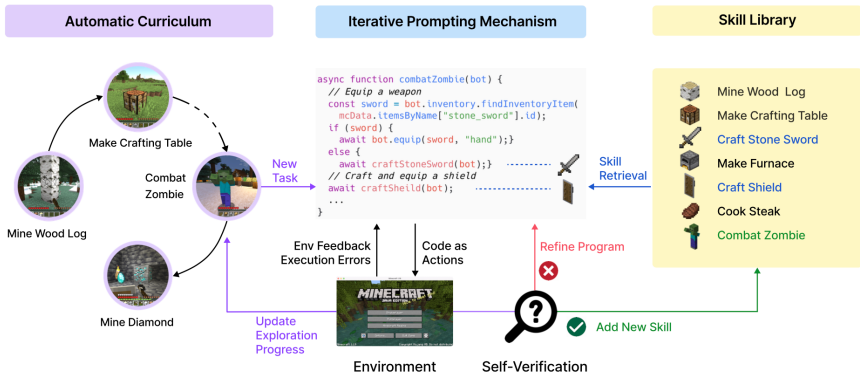 Automatic Curriculum
Iterative Prompting Mechanism
Skill Library
Make Crafting Table
Combat
Zombie
Mine Wood Log
Mine Diamond
New
Task
async function combatZombie(bot) {
// Equip a weapon
const sword = bot.inventory.findInventoryItem(
mcData.itemsByName["stone_sword"].id);
if (sword) {
await bot.equip(sword, "hand");}
else {
await craftStoneSword(bot);}
// Craft and equip a shield
await craftSheild(bot);
...
}
Skill
Retrieval
Mine Wood Log
Make Crafting Table
Craft Stone Sword
Make Furnace
Craft Shield
Cook Steak
Combat Zombie
Env Feedback
Execution Errors
Code as
Actions
Refine Program
Update
Exploration
Progress
MINECRAFT
Environment
Self-Verification
?
Add New Skill